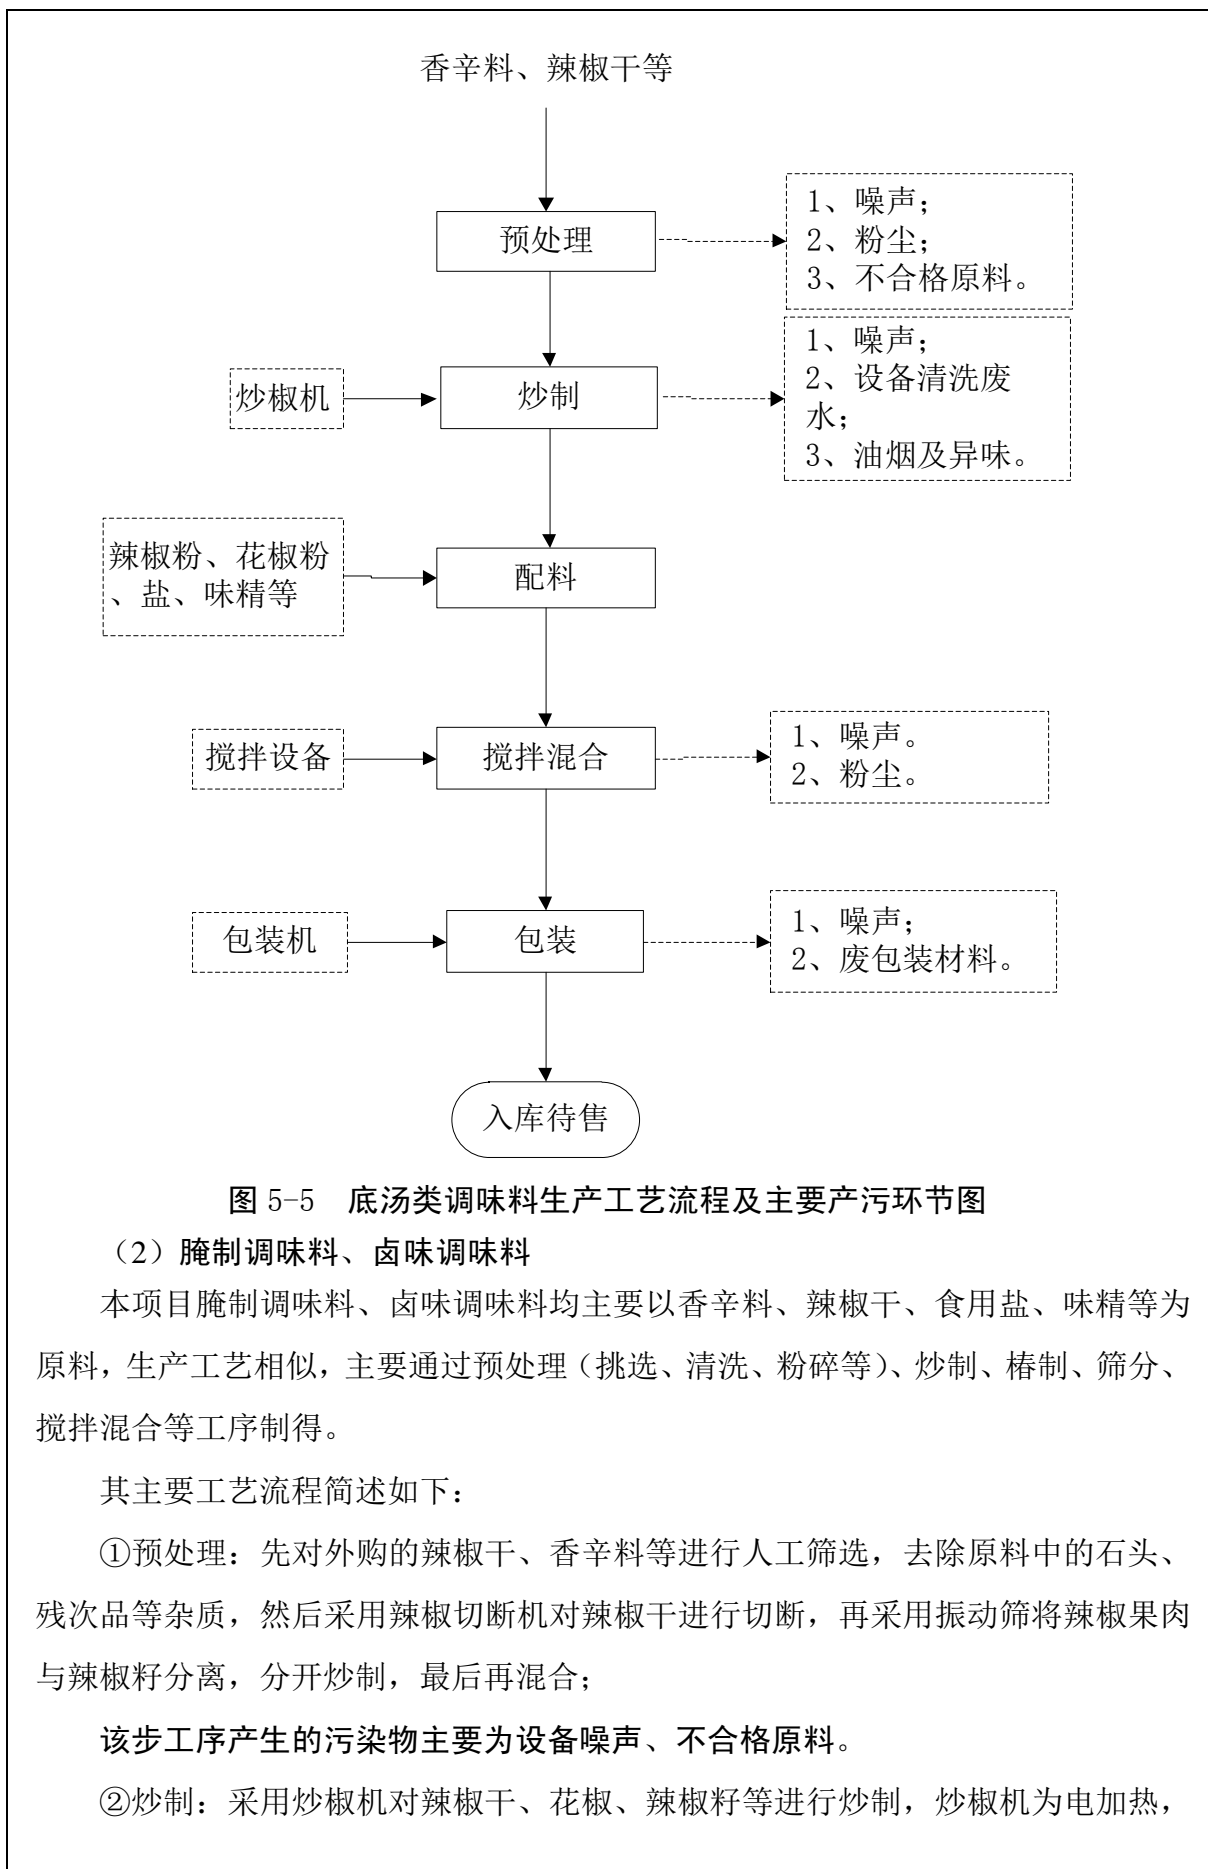 香辛料、辣椒干等
预处理
1、噪声；
2、粉尘；
3、不合格原料。
炒椒机
炒制
1、噪声；
2、设备清洗废
水；
3、油烟及异味。
辣椒粉、花椒粉
、盐、味精等
配料
搅拌设备
搅拌混合
1、噪声。
2、粉尘。
包装机
包装
1、噪声；
2、废包装材料。
入库待售
图 5-5 底汤类调味料生产工艺流程及主要产污环节图
（2）腌制调味料、卤味调味料
本项目腌制调味料、卤味调味料均主要以香辛料、辣椒干、食用盐、味精等为
原料，生产工艺相似，主要通过预处理（挑选、清洗、粉碎等）、炒制、椿制、筛分、
搅拌混合等工序制得。
其主要工艺流程简述如下：
①预处理：先对外购的辣椒干、香辛料等进行人工筛选，去除原料中的石头、
残次品等杂质，然后采用辣椒切断机对辣椒干进行切断，再采用振动筛将辣椒果肉
与辣椒籽分离，分开炒制，最后再混合；
该步工序产生的污染物主要为设备噪声、不合格原料。
②炒制：采用炒椒机对辣椒干、花椒、辣椒籽等进行炒制，炒椒机为电加热，